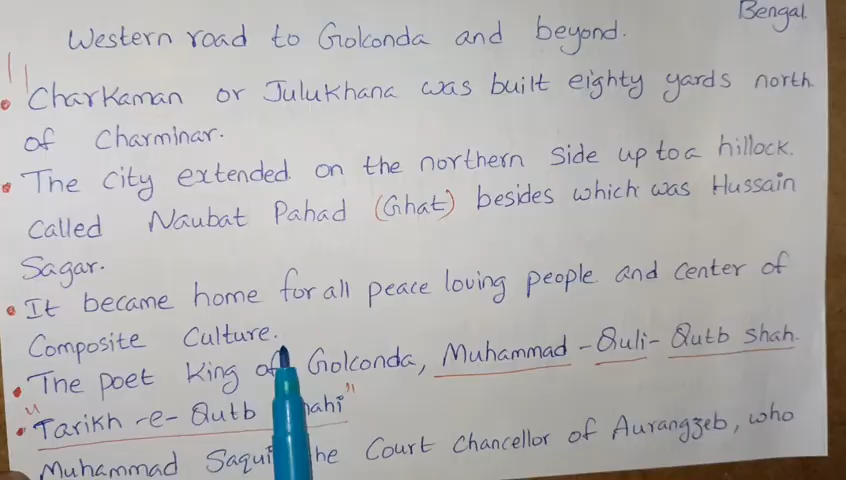 Bengal
Western road to Golconda and beyond.
• Charkaman or Julukhana was built eighty yards north
of Charminar.
• The city extended on the northern side up to a hillock.
called Naubat Pahad (Ghat) besides which was Hussain
Sagar.
• It became home for all peace loving people and center of
Composite Culture.
• The poet King of Golconda, Muhammad - Quli - Qutb shah.
• "Tarikh - e - Qutb hahi"
Muhammad the Court Chancellor of Aurangzeb, who